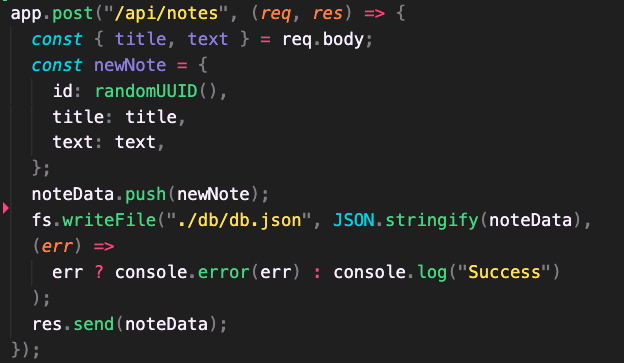 app.post("/api/notes", (req, res) => {
  const { title, text } = req.body;
  const newNote = {
    id: randomUUID(),
    title: title,
    text: text,
  };
  noteData.push(newNote);
  fs.writeFile("./db/db.json", JSON.stringify(noteData),
  (err) =>
    err ? console.error(err) : console.log("Success")
  );
  res.send(noteData);
});